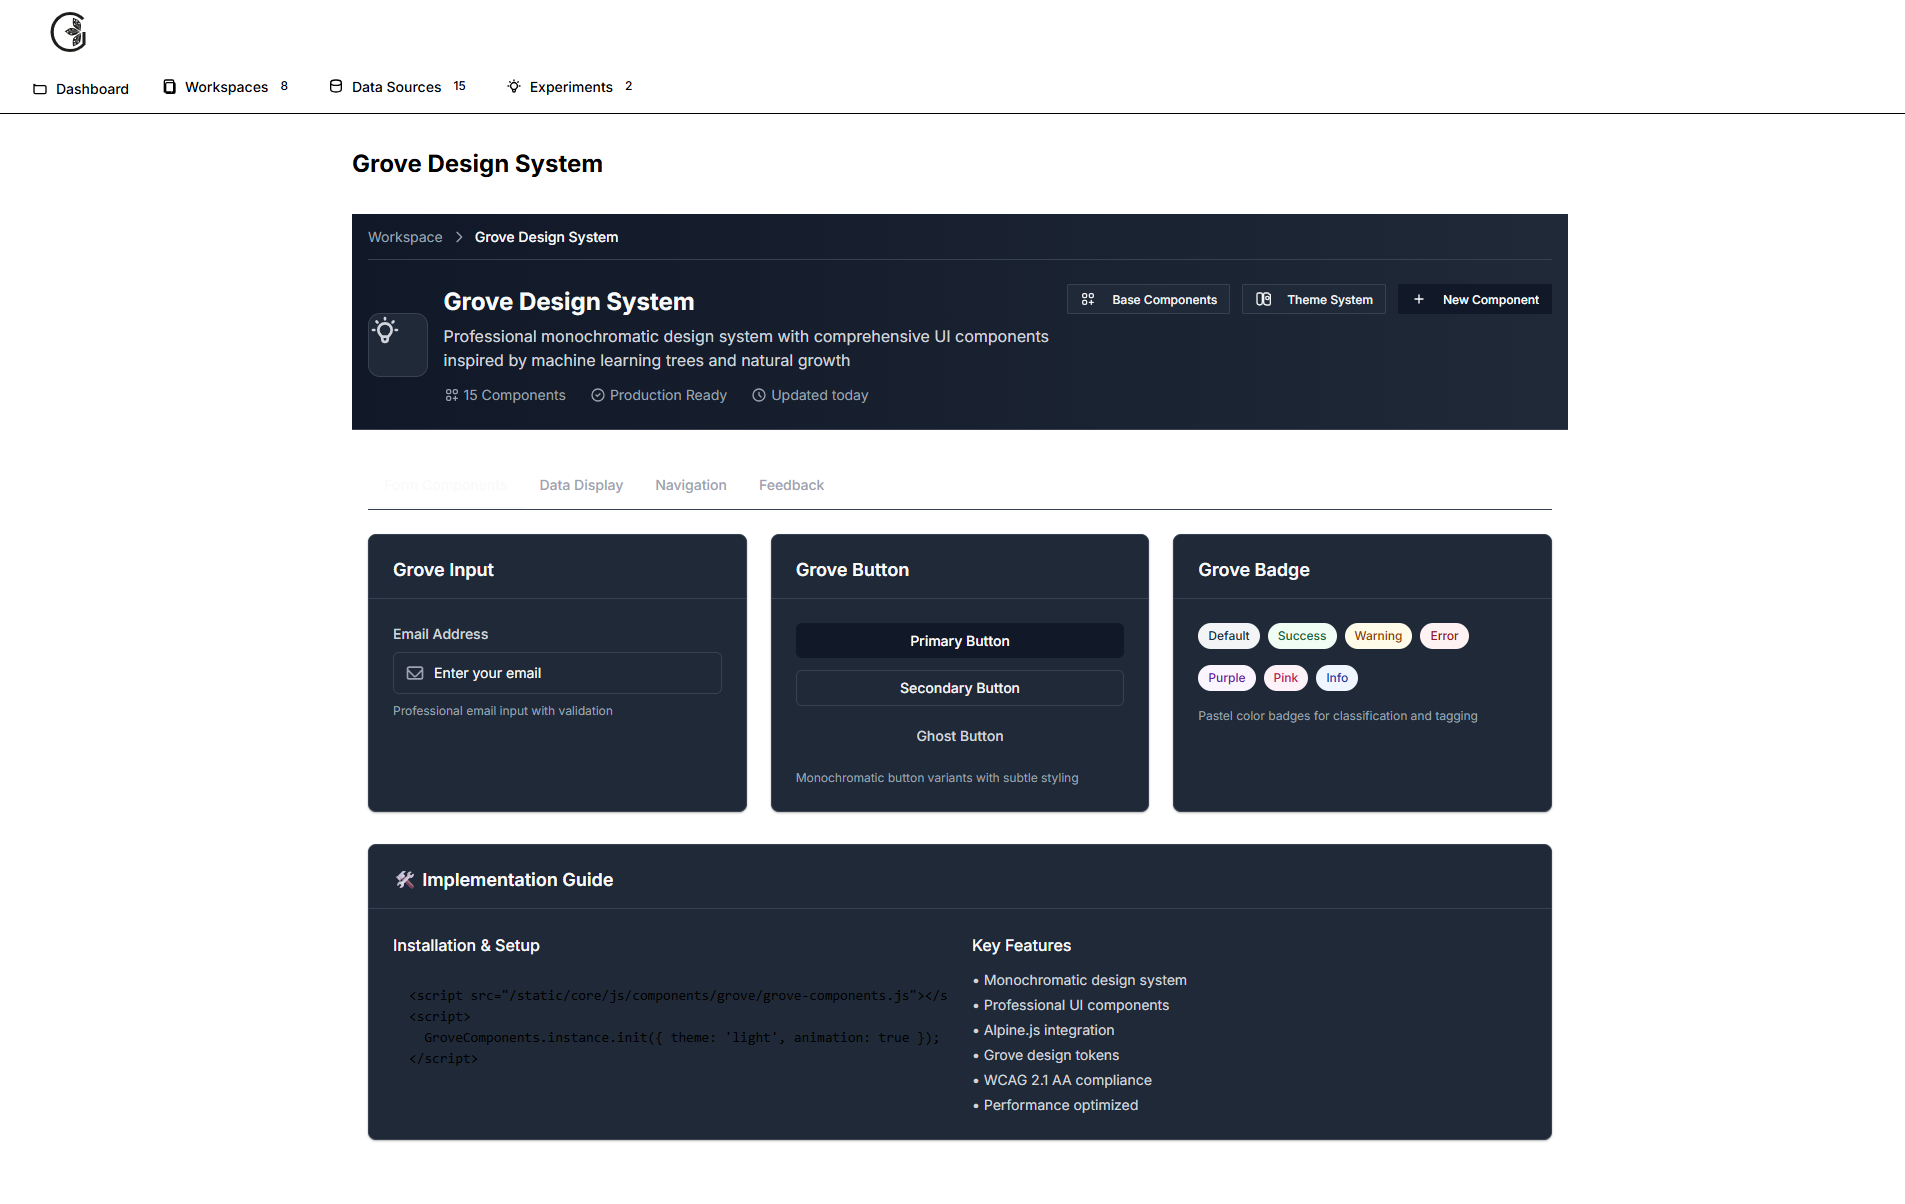 Dashboard
Workspaces 8
Data Sources 15
Experiments 2
Grove Design System
Workspace > Grove Design System
Grove Design System
Professional monochromatic design system with comprehensive UI components
inspired by machine learning trees and natural growth
15 Components
Production Ready
Updated today
Base Components
Theme System
New Component
Form Components
Data Display
Navigation
Feedback
Grove Input
Email Address
Enter your email
Professional email input with validation
Grove Button
Primary Button
Secondary Button
Ghost Button
Monochromatic button variants with subtle styling
Grove Badge
Default
Success
Warning
Error
Purple
Pink
Info
Pastel color badges for classification and tagging
🛠 Implementation Guide
Installation & Setup
<script src="/static/core/js/components/grove/grove-components.js"></s
<script>
GroveComponents.instance.init({ theme: 'light', animation: true });
</script>
Key Features
• Monochromatic design system
• Professional UI components
• Alpine.js integration
• Grove design tokens
• WCAG 2.1 AA compliance
• Performance optimized